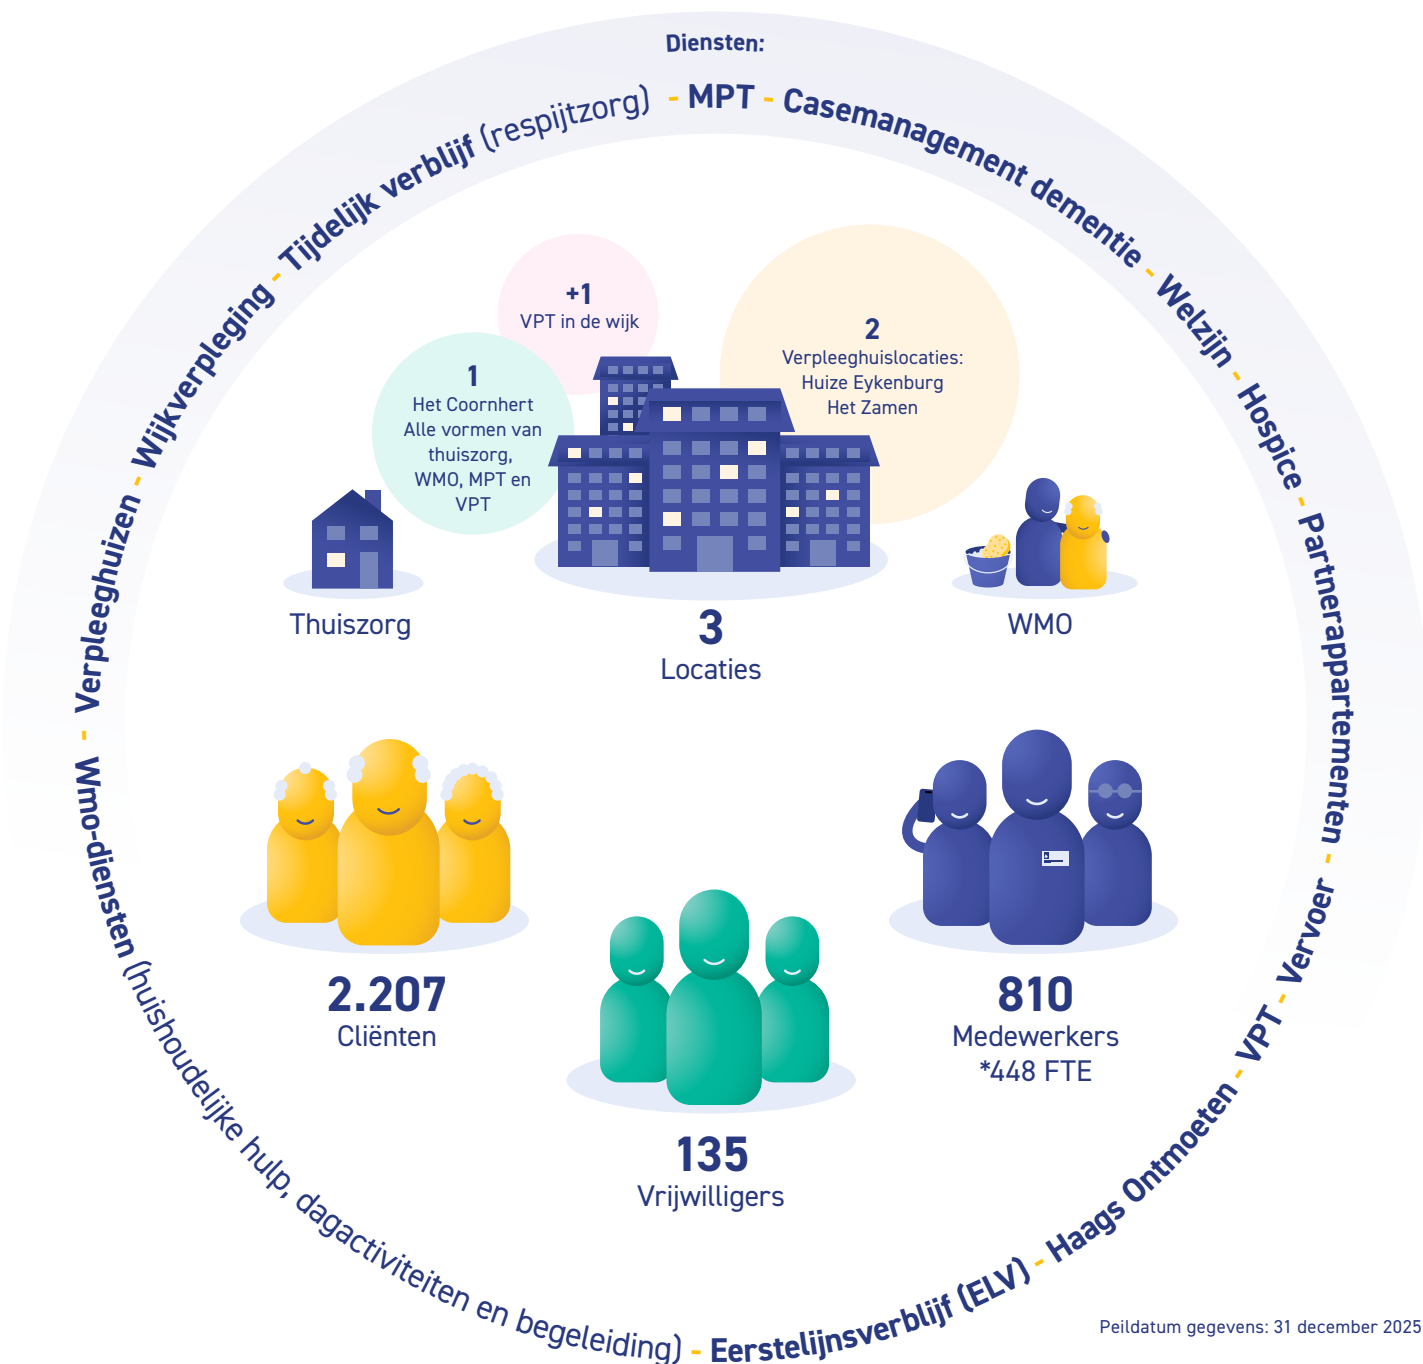 Diensten:
Verpleeghuizen - Wijkverpleging - Tijdelijk verblijf (respijtzorg) - MPT - Casemanagement dementie - Welzijn - Hospice - Partnerappartementen - Vervoer - VPT - Haags Ontmoeten - Eerstelijnsverblijf (ELV) - Wmo-diensten (huishoudelijke hulp, dagactiviteiten en begeleiding) -
+1
VPT in de wijk
1
Het Coornhert
Alle vormen van
thuiszorg,
WMO, MPT en
VPT
2
Verpleeghuislocaties:
Huize Eykenburg
Het Zamen
Thuiszorg
3
Locaties
WMO
2.207
Cliënten
135
Vrijwilligers
810
Medewerkers
*448 FTE
Peildatum gegevens: 31 december 2025